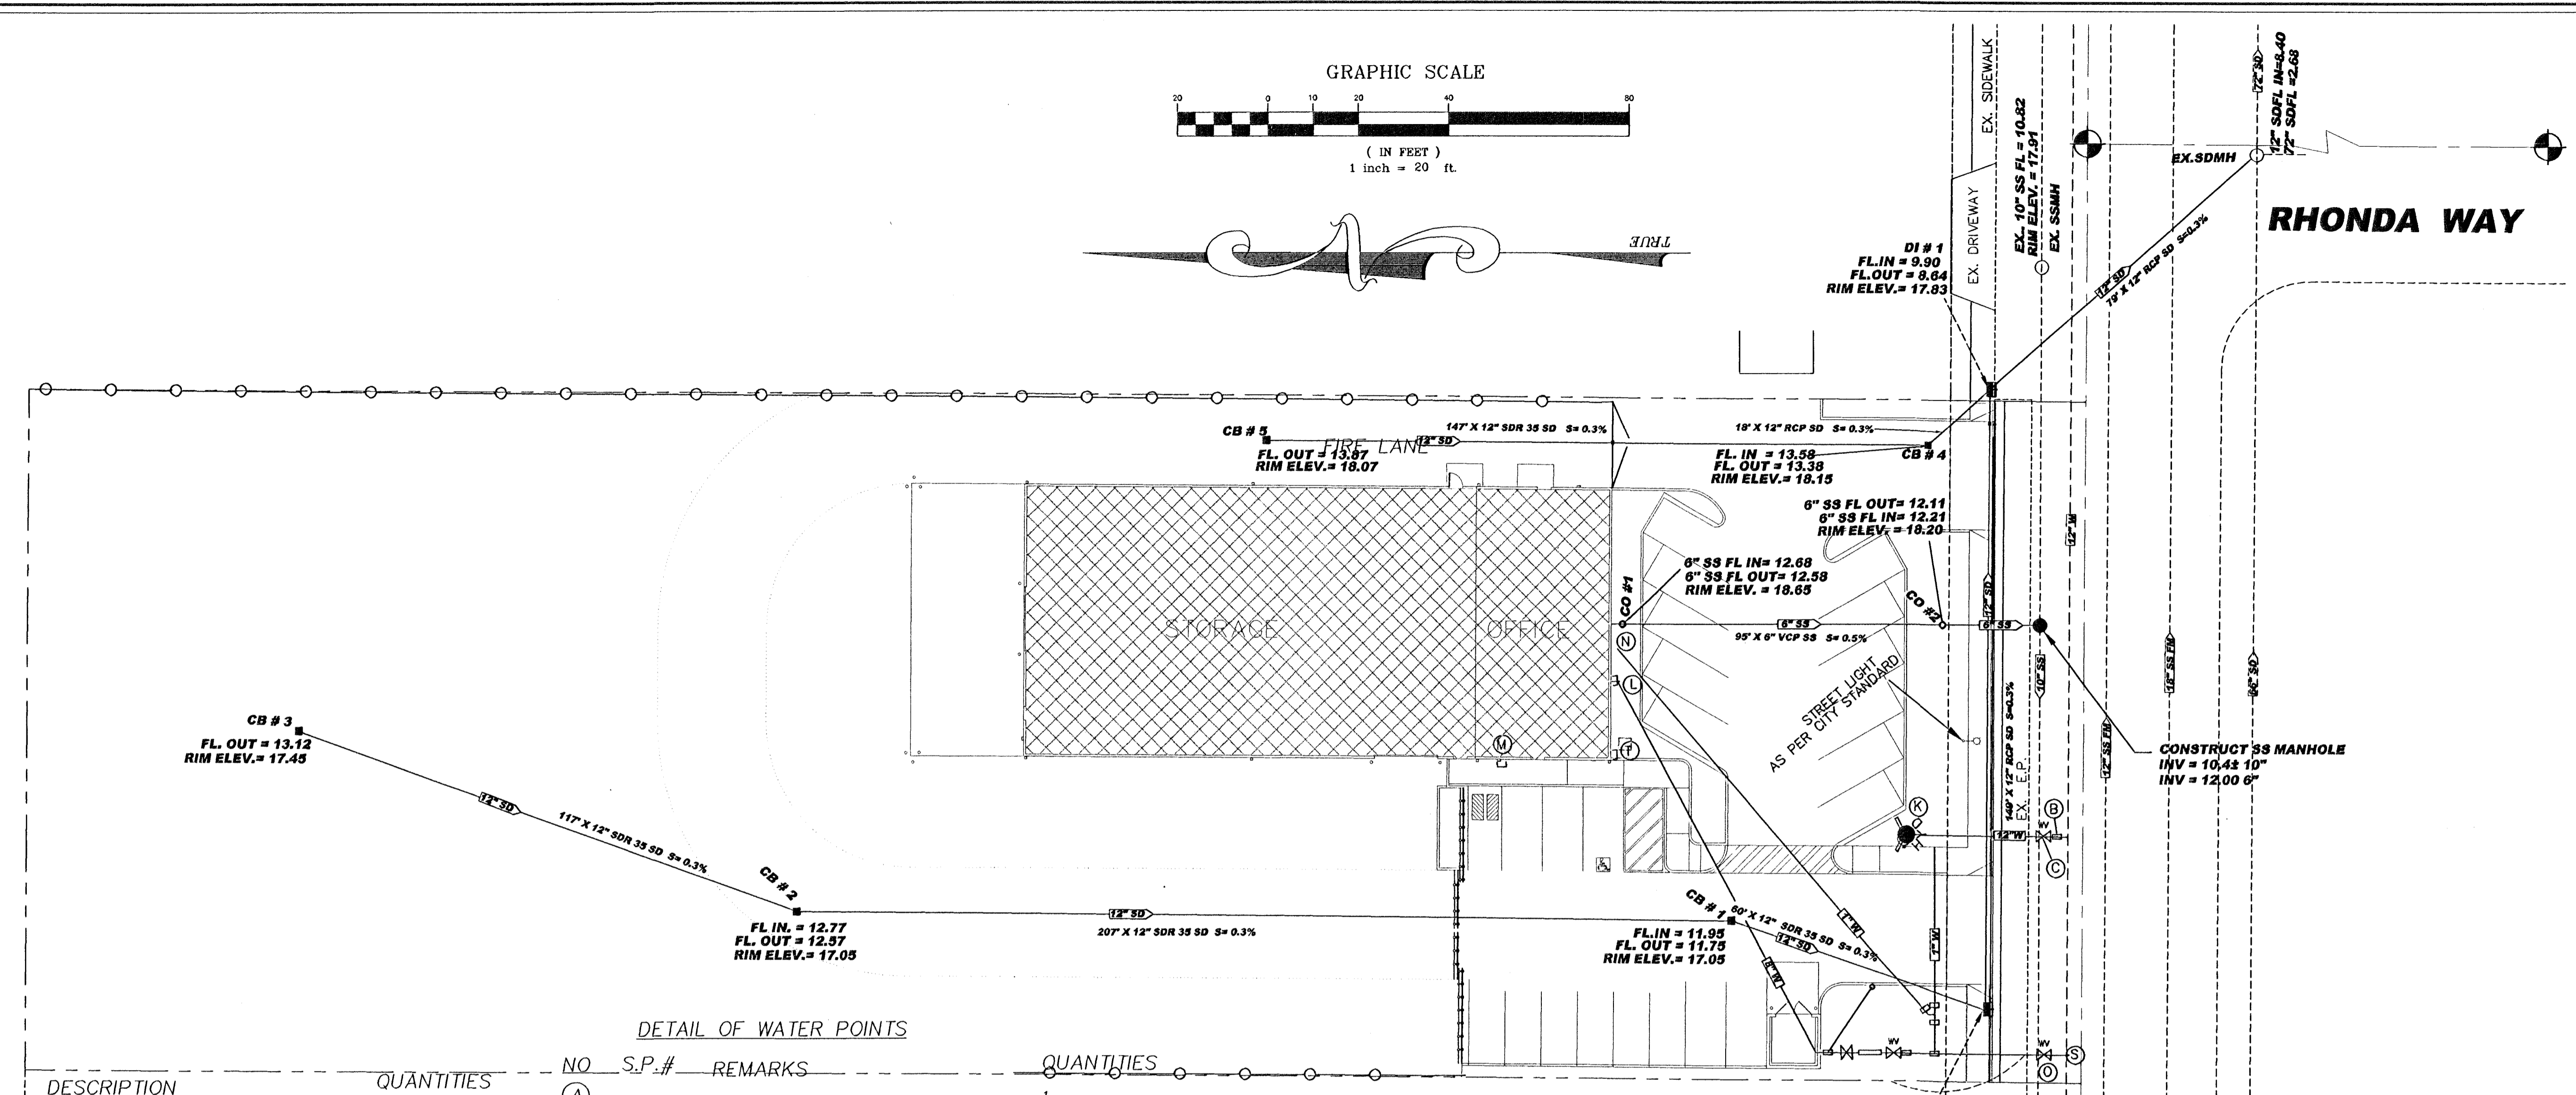 GRAPHIC SCALE
20 0 10 20 40 80
( IN FEET )
1 inch = 20 ft.
TRUE
EX. SIDEWALK
EX. DRIVEWAY
EX.. 10" SS FL = 10.82
RIM ELEV. = 17.91
EX. SSMH
72" SD
12" SDFL IN=8.40
72" SDFL =2.68
EX.SDMH
RHONDA WAY
12" SD
79' X 12" RCP SD S=0.3%
DI # 1
FL.IN = 9.90
FL.OUT = 8.64
RIM ELEV.= 17.83
CB # 5
FL. OUT = 13.87
RIM ELEV.= 18.07
FIRE LANE
12" SD
147' X 12" SDR 35 SD S= 0.3%
18' X 12" RCP SD S= 0.3%
CB # 4
FL. IN = 13.58
FL. OUT = 13.38
RIM ELEV.= 18.15
6" SS FL OUT= 12.11
6" SS FL IN= 12.21
RIM ELEV. = 18.20
6" SS FL IN= 12.68
6" SS FL OUT= 12.58
RIM ELEV. = 18.65
CO #1
CO #2
STORAGE
OFFICE
N
6" SS
95' X 6" VCP SS S= 0.5%
6" SS
12" SD
12" W
10" SS
18" SS FM
66" SD
12" SS FM
L
M
T
STREET LIGHT
AS PER CITY STANDARD
149' X 12" RCP SD S=0.3%
EX. E.P.
CONSTRUCT SS MANHOLE
INV = 10.4± 10"
INV = 12.00 6"
CB # 3
FL. OUT = 13.12
RIM ELEV.= 17.45
12" SD
117' X 12" SDR 35 SD S= 0.3%
CB # 2
FL IN. = 12.77
FL. OUT = 12.57
RIM ELEV.= 17.05
12" SD
207' X 12" SDR 35 SD S= 0.3%
K
12"W
WV
B
C
CB # 1
60' X 12" SDR 35 SD S= 0.3%
12" SD
FL.IN = 11.95
FL. OUT = 11.75
RIM ELEV.= 17.05
1" W
1" W
8" W
WV
WV
S
O
DETAIL OF WATER POINTS
DESCRIPTION QUANTITIES NO S.P.# REMARKS QUANTITIES